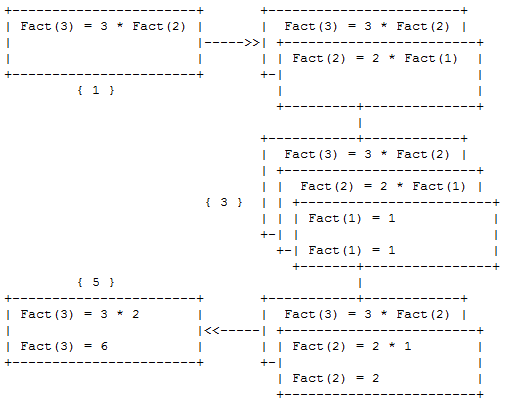 Fact(3) = 3 * Fact(2)
{ 1 }
Fact(3) = 3 * Fact(2)
Fact(2) = 2 * Fact(1)
Fact(3) = 3 * Fact(2)
Fact(2) = 2 * Fact(1)
{ 3 }
Fact(1) = 1
Fact(1) = 1
{ 5 }
Fact(3) = 3 * 2
Fact(3) = 6
Fact(3) = 3 * Fact(2)
Fact(2) = 2 * 1
Fact(2) = 2